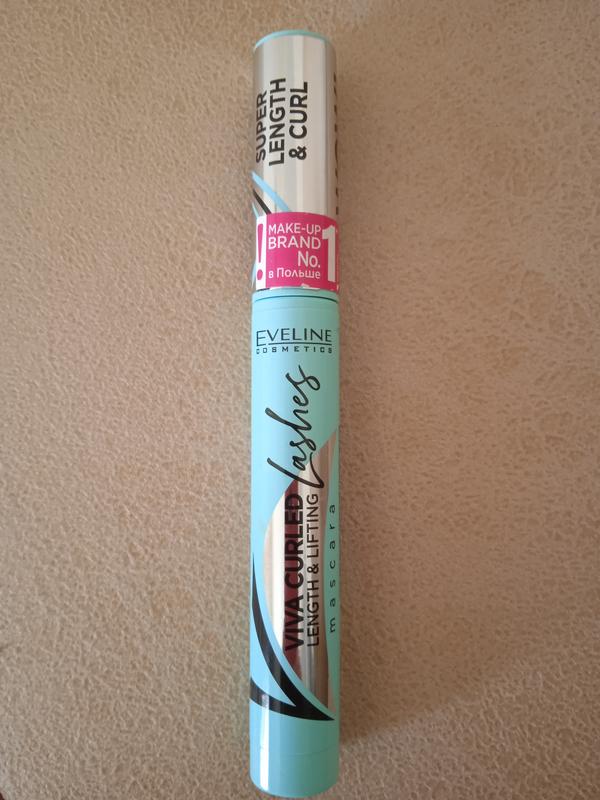 SUPER
LENGTH
& CURL
!
MAKE-UP
BRAND
No. 1
в Польше
EVELINE
COSMETICS
Lashes
VIVA CURLED
LENGTH & LIFTING
mascara